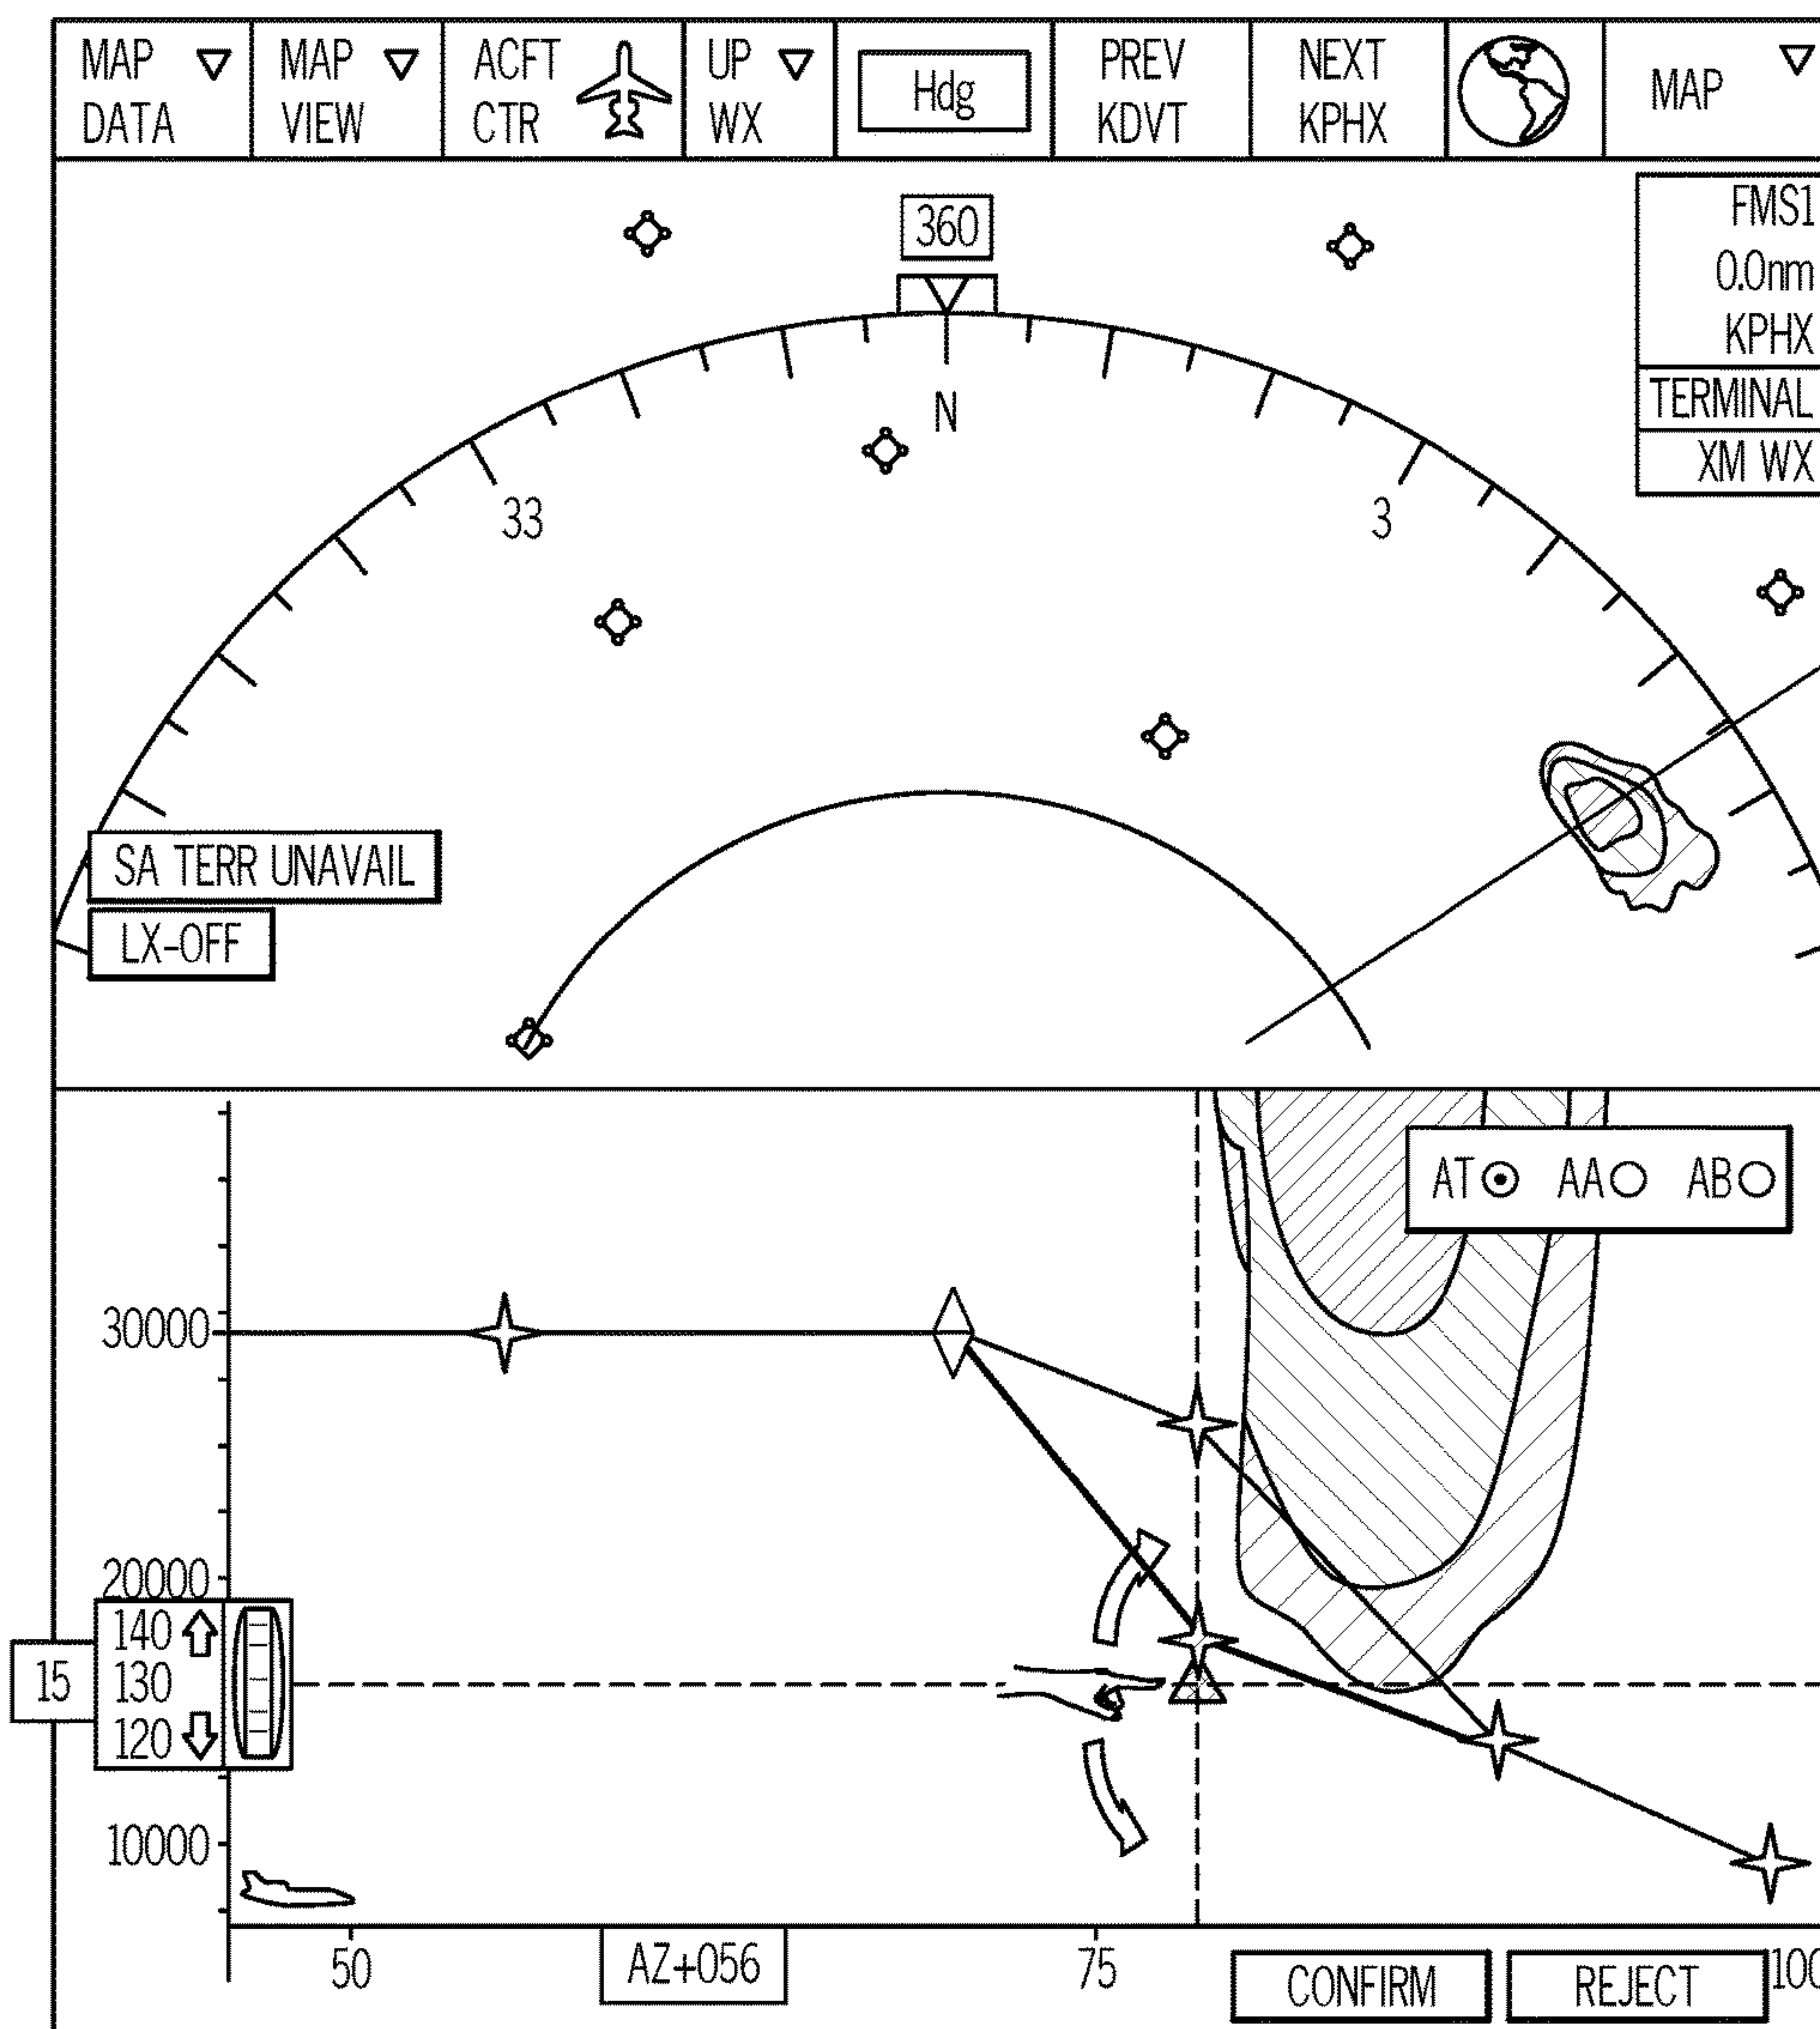 MAP DATA
MAP VIEW
ACFT CTR
UP WX
Hdg
PREV KDVT
NEXT KPHX
MAP
360
FMS1
0.0nm
KPHX
TERMINAL
XM WX
N
33
3
SA TERR UNAVAIL
LX-OFF
AT AA AB
30000
20000
140
15
130
120
10000
50
AZ+056
75
CONFIRM
REJECT
100